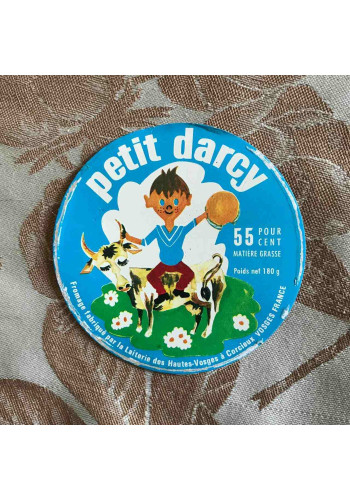 petit darcy
55 POUR
CENT
MATIERE GRASSE
Poids net 180 g
Fromage fabriqué par la Laiterie des Hautes-Vosges à Corcieux VOSGES FRANCE